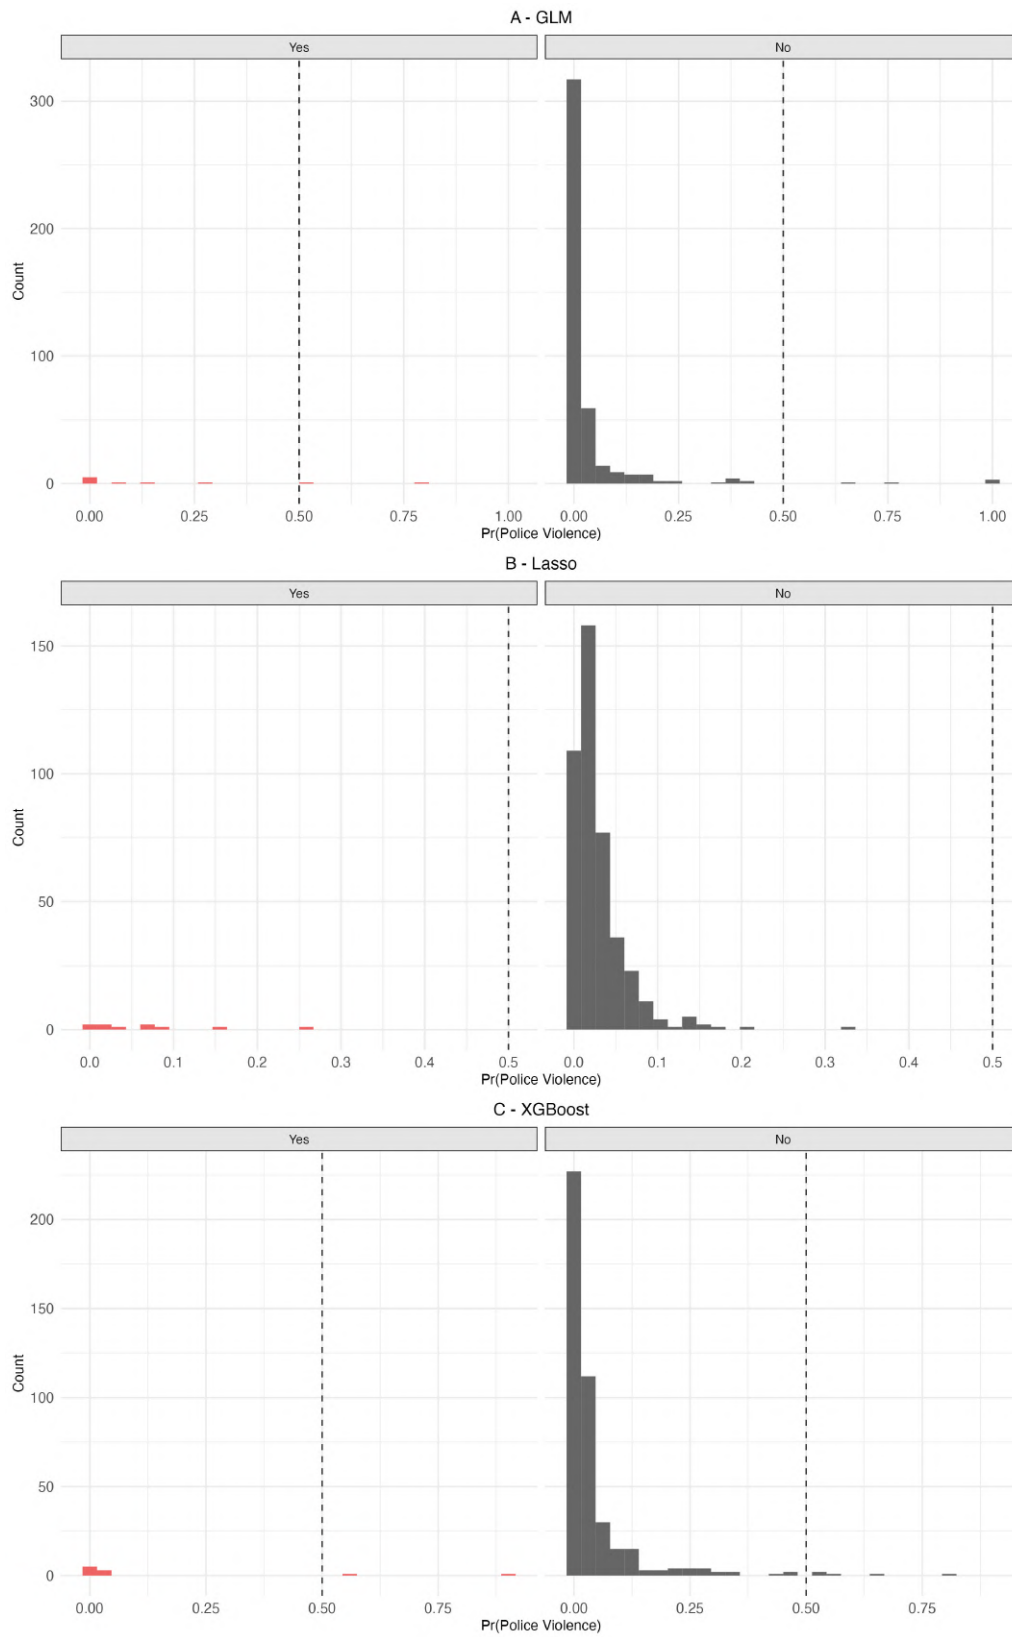 A - GLM
Yes No
300
200
100
0
Count
0.00 0.25 0.50 0.75 1.00 0.00 0.25 0.50 0.75 1.00
Pr(Police Violence)
B - Lasso
Yes No
150
100
50
0
Count
0.0 0.1 0.2 0.3 0.4 0.5 0.0 0.1 0.2 0.3 0.4 0.5
Pr(Police Violence)
C - XGBoost
Yes No
200
150
100
50
0
Count
0.00 0.25 0.50 0.75 0.00 0.25 0.50 0.75
Pr(Police Violence)